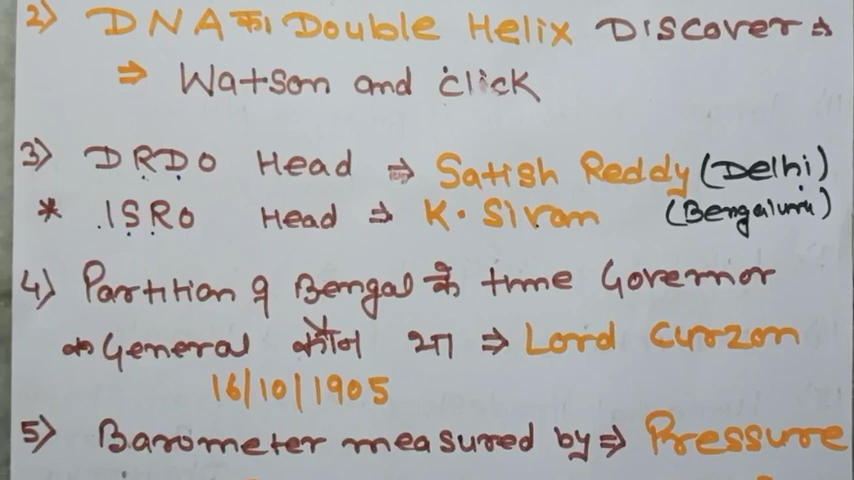 2) DNA का Double Helix Discover ⇒
⇒ Watson and click
3) DRDO Head ⇒ Satish Reddy (Delhi)
* ISRO Head ⇒ K. Sivan (Bengaluru)
4) Partition of Bengal के time Governor
General कौन था ⇒ Lord Curzon
16/10/1905
5) Barometer measured by ⇒ Pressure